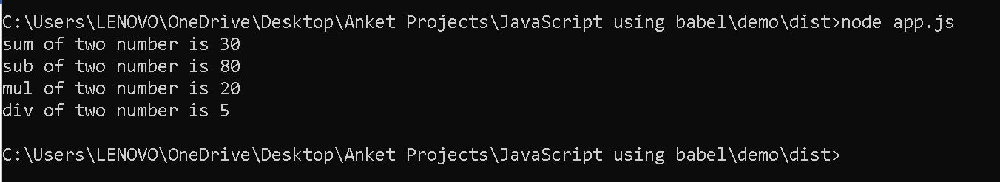 C:\Users\LENOVO\OneDrive\Desktop\Anket Projects\JavaScript using babel\demo\dist>node app.js
sum of two number is 30
sub of two number is 80
mul of two number is 20
div of two number is 5
C:\Users\LENOVO\OneDrive\Desktop\Anket Projects\JavaScript using babel\demo\dist>